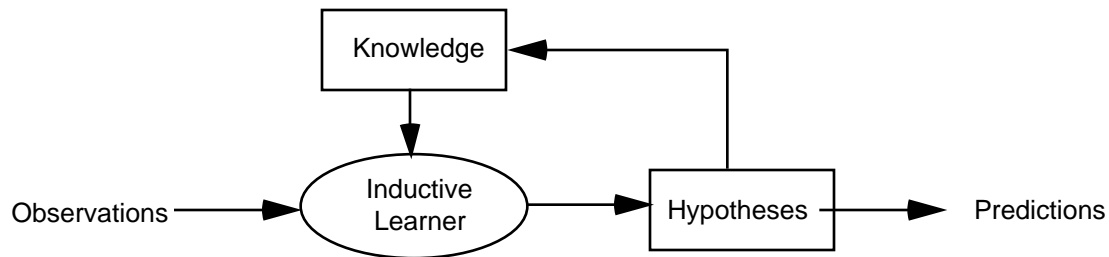 Knowledge
Inductive
Learner
Observations
Hypotheses
Predictions